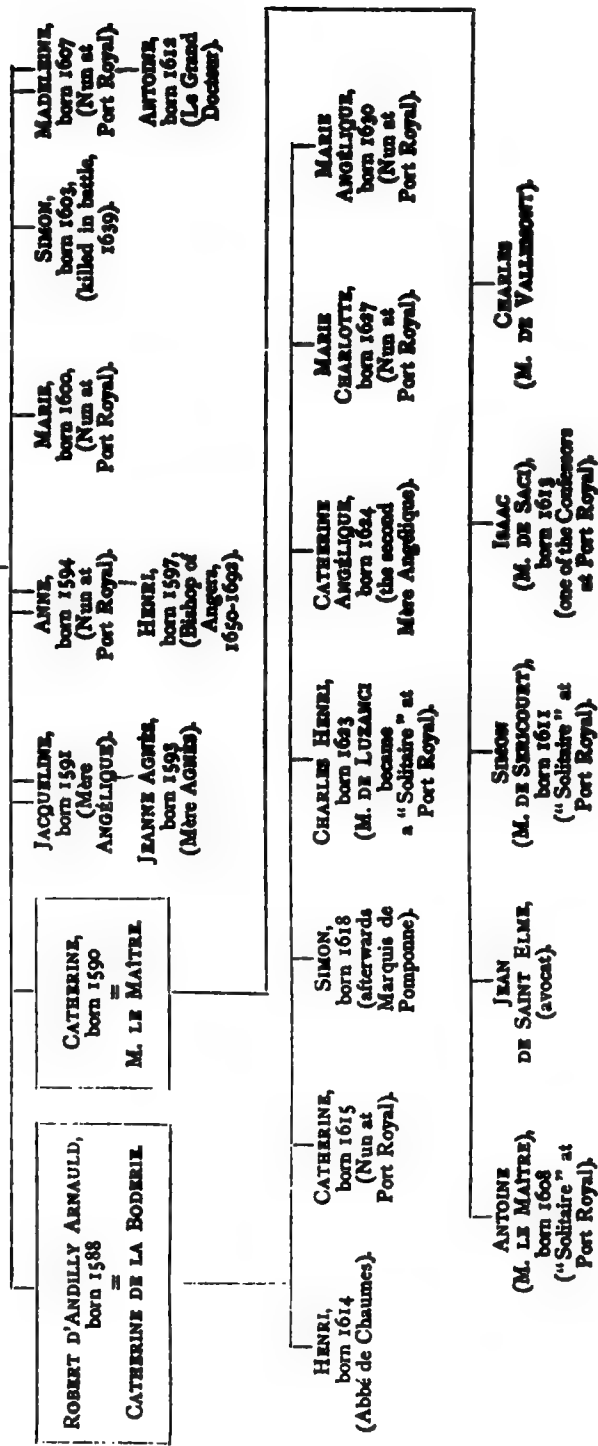 ROBERT D'ANDILLY ARNAULD,
born 1588
=
CATHERINE DE LA BODERIE.
CATHERINE,
born 1590
=
M. LE MAÎTRE.
JACQUELINE,
born 1591
(Mère
ANGÉLIQUE).
JEANNE AGNÈS,
born 1593
(Mère AGNES).
ANNE,
born 1594
(Nun at
Port Royal).
HENRI,
born 1597,
(Bishop of
Angers,
1650-1692).
MARIE,
born 1600,
(Nun at
Port Royal).
SIMON,
born 1603,
(killed in battle,
1639).
MADELEINE,
born 1607
(Nun at
Port Royal).
ANTOINE,
born 1612
(Le Grand
Docteur).
HENRI,
born 1614
(Abbé de Chaumes).
CATHERINE,
born 1615
(Nun at
Port Royal).
SIMON,
born 1618
(afterwards
Marquis de
Pomponne).
CHARLES HENRI,
born 1623
(M. DE LUZANCI
became
a "Solitaire" at
Port Royal).
CATHERINE
ANGÉLIQUE,
born 1624
(the second
Mère Angélique).
MARIE
CHARLOTTE,
born 1627
(Nun at
Port Royal).
MARIE
ANGÉLIQUE,
born 1630
(Nun at
Port Royal).
ANTOINE
(M. LE MAÎTRE),
born 1608
("Solitaire" at
Port Royal).
JEAN
DE SAINT ELME,
(avocat).
SIMON
(M. DE SERICOURT),
born 1611
("Solitaire" at
Port Royal).
ISAAC
(M. DE SACI),
born 1613
(one of the Confessors
at Port Royal).
CHARLES
(M. DE VALLEMONT).